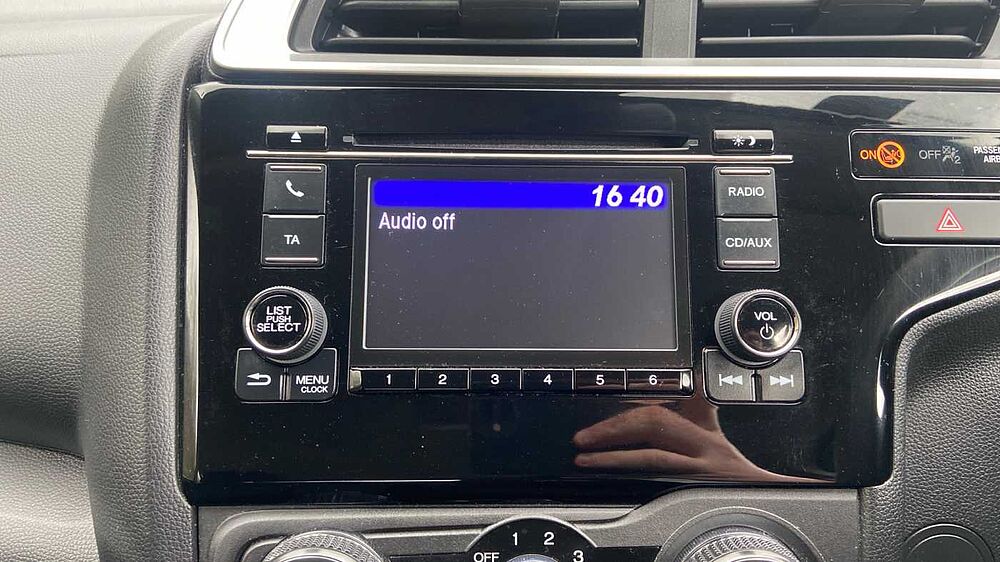 ON OFF 2 PASSE
AIRB
RADIO
16 40
Audio off
TA
CD/AUX
LIST
PUSH
SELECT
VOL
MENU
CLOCK
1 2 3 4 5 6
OFF 1 2 3